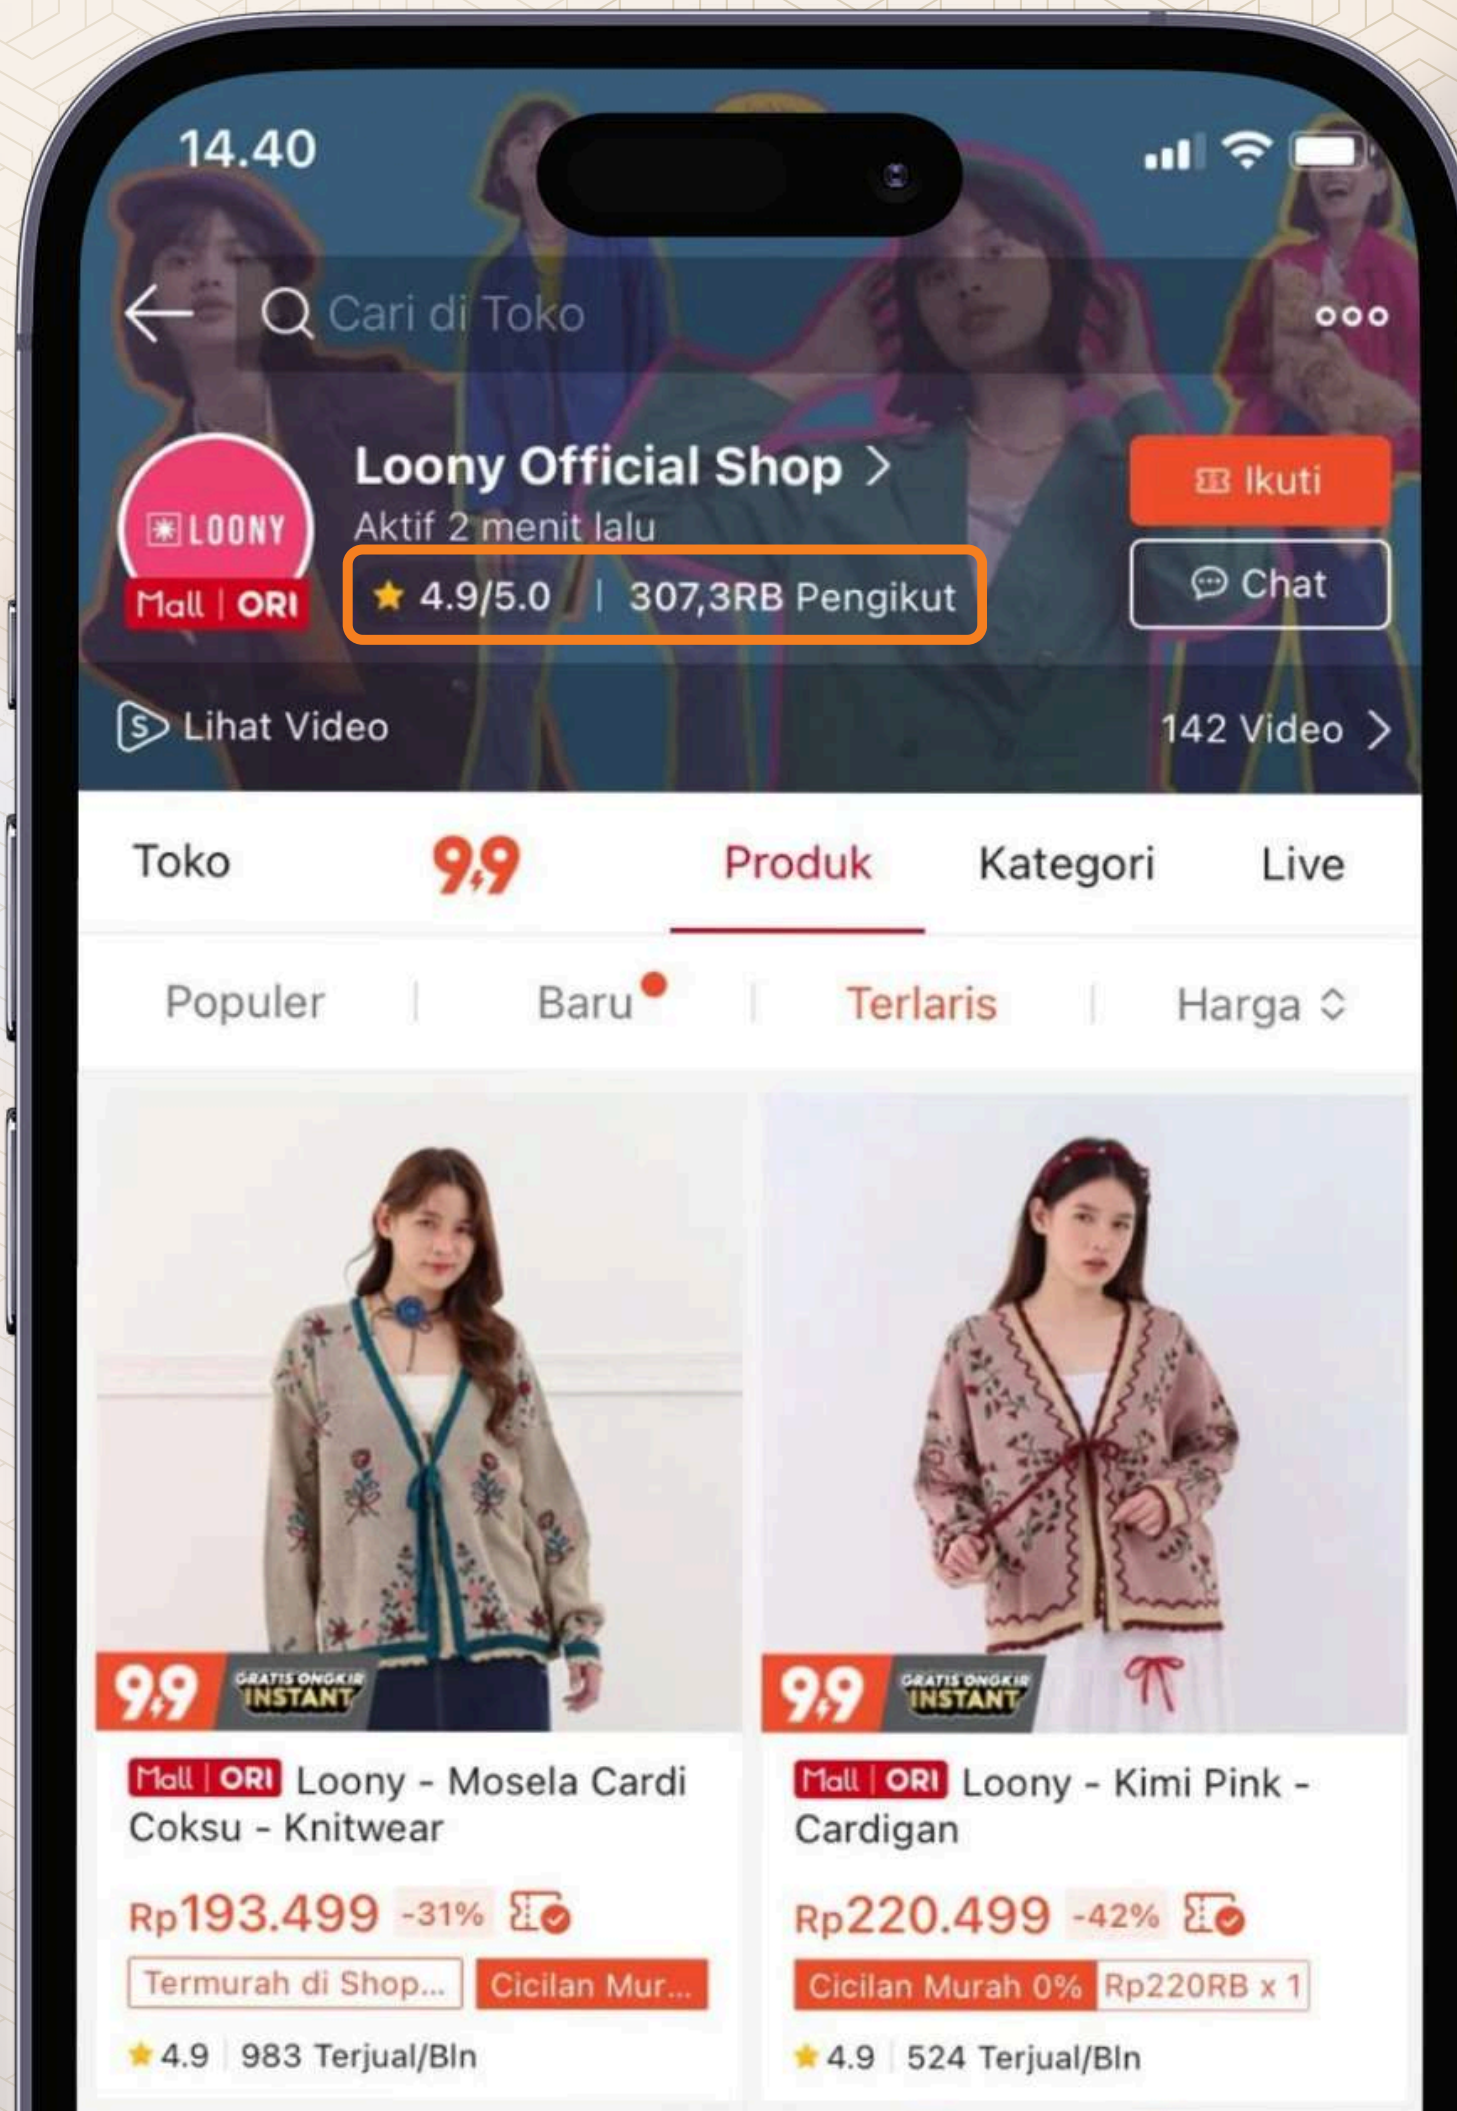 14.40
Cari di Toko
Loony Official Shop
Ikuti
LOONY
Aktif 2 menit lalu
Mall | ORI
4.9/5.0 | 307,3RB Pengikut
Chat
Lihat Video
142 Video
Toko 9.9 Produk Kategori Live
Populer | Baru | Terlaris | Harga
9.9 GRATIS ONGKIR
INSTANT
Mall | ORI Loony - Mosela Cardi
Coksu - Knitwear
Rp193.499 -31%
Termurah di Shop... Cicilan Mur...
4.9 | 983 Terjual/Bln
9.9 GRATIS ONGKIR
INSTANT
Mall | ORI Loony - Kimi Pink -
Cardigan
Rp220.499 -42%
Cicilan Murah 0% Rp220RB x 1
4.9 | 524 Terjual/Bln